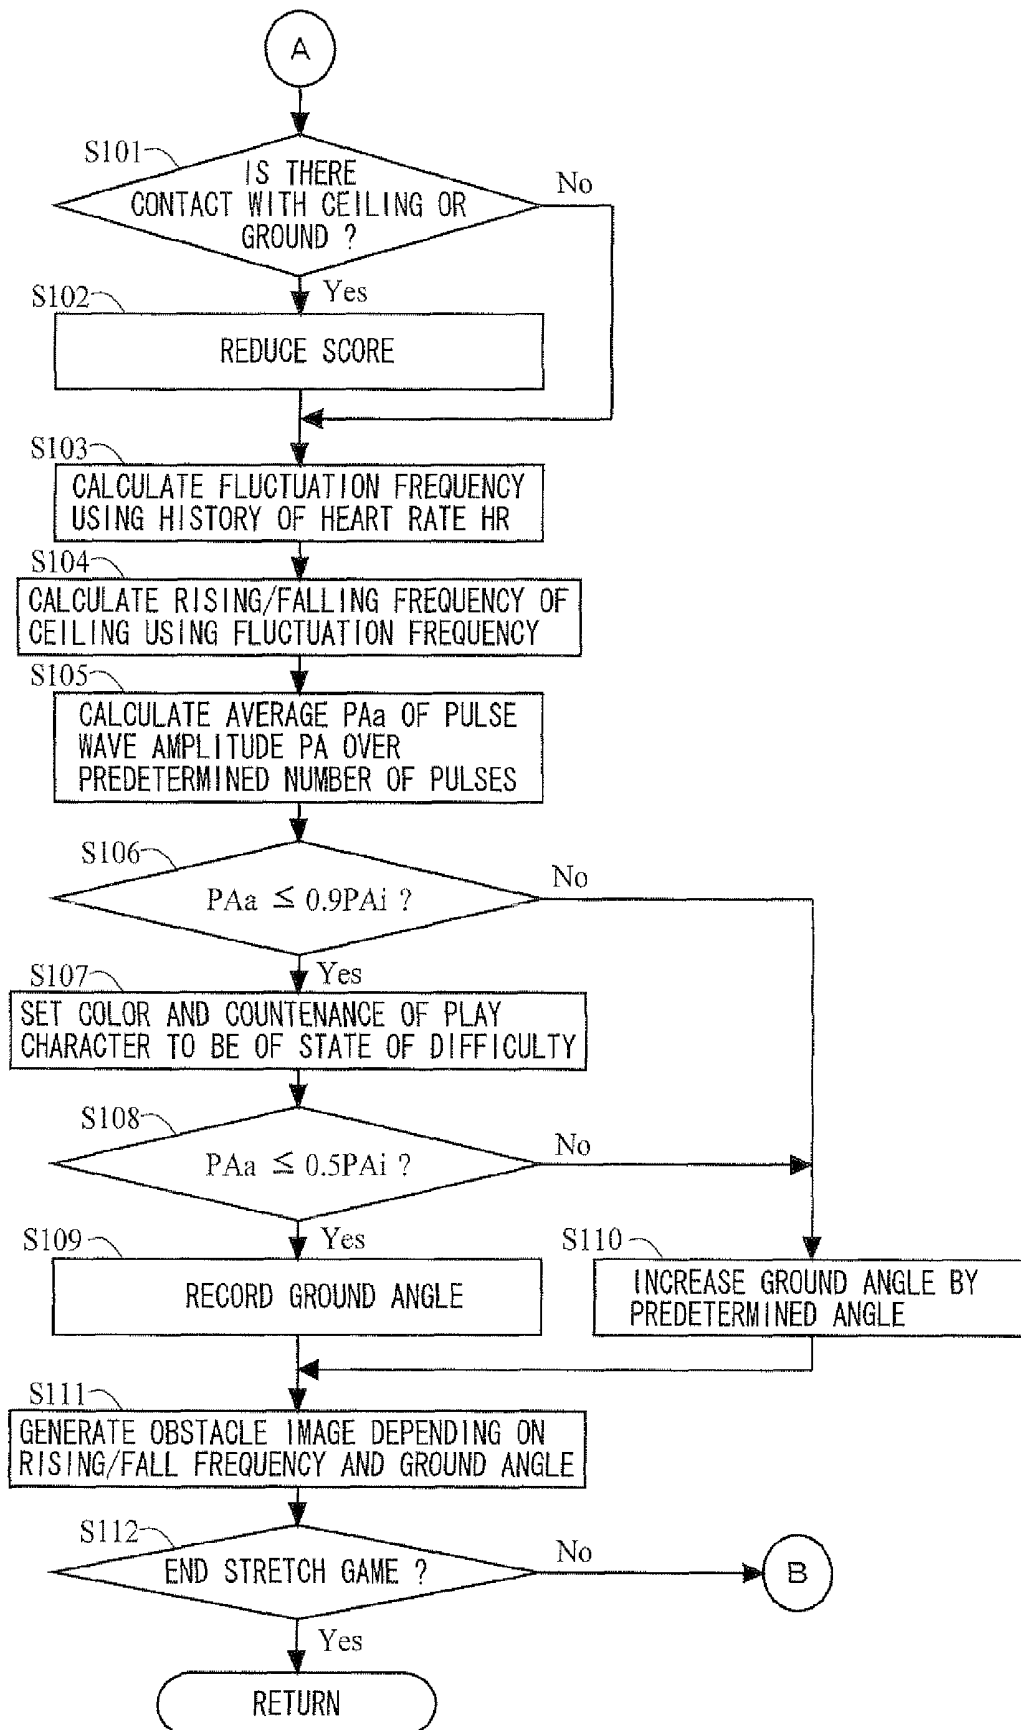 A
S101
IS THERE
CONTACT WITH CEILING OR
GROUND ?
No
Yes
S102
REDUCE SCORE
S103
CALCULATE FLUCTUATION FREQUENCY
USING HISTORY OF HEART RATE HR
S104
CALCULATE RISING/FALLING FREQUENCY OF
CEILING USING FLUCTUATION FREQUENCY
S105
CALCULATE AVERAGE PAa OF PULSE
WAVE AMPLITUDE PA OVER
PREDETERMINED NUMBER OF PULSES
S106
PAa ≤ 0.9PAi ?
No
Yes
S107
SET COLOR AND COUNTENANCE OF PLAY
CHARACTER TO BE OF STATE OF DIFFICULTY
S108
PAa ≤ 0.5PAi ?
No
Yes
S109
RECORD GROUND ANGLE
S110
INCREASE GROUND ANGLE BY
PREDETERMINED ANGLE
S111
GENERATE OBSTACLE IMAGE DEPENDING ON
RISING/FALL FREQUENCY AND GROUND ANGLE
S112
END STRETCH GAME ?
No
B
Yes
RETURN